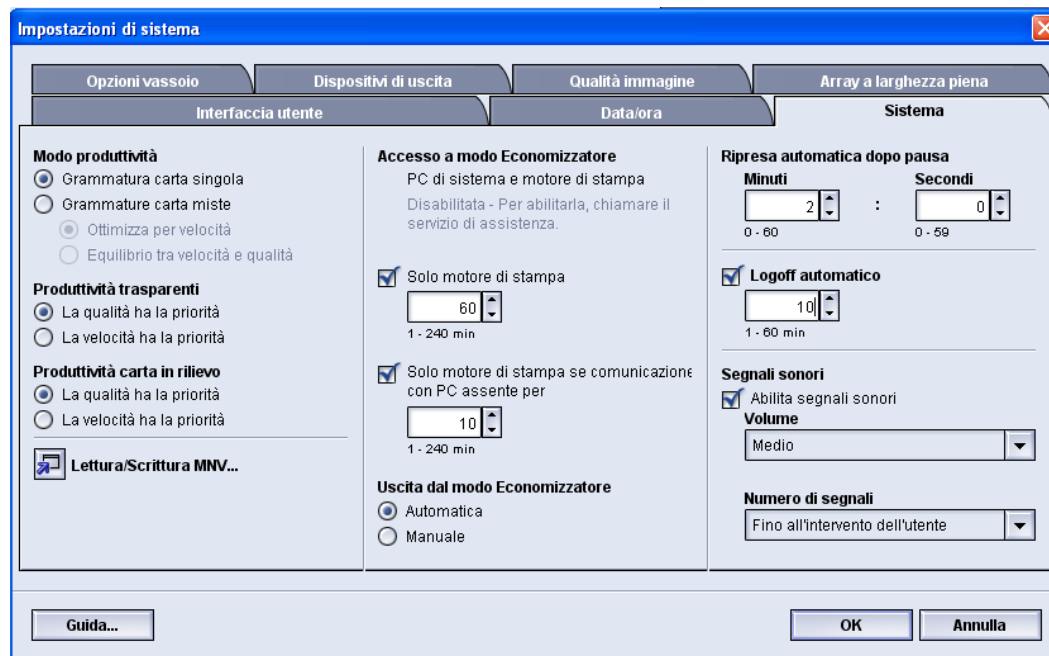 Impostazioni di sistema
Opzioni vassoio
Dispositivi di uscita
Qualità immagine
Array a larghezza piena
Interfaccia utente
Data/ora
Sistema
Modo produttività
Grammatura carta singola
Grammature carta miste
Ottimizza per velocità
Equilibrio tra velocità e qualità
Produttività trasparenti
La qualità ha la priorità
La velocità ha la priorità
Produttività carta in rilievo
La qualità ha la priorità
La velocità ha la priorità
Lettura/Scrittura MNV...
Accesso a modo Economizzatore
PC di sistema e motore di stampa
Disabilitata - Per abilitarla, chiamare il
servizio di assistenza.
Solo motore di stampa
60
1 - 240 min
Solo motore di stampa se comunicazione
con PC assente per
10
1 - 240 min
Uscita dal modo Economizzatore
Automatica
Manuale
Ripresa automatica dopo pausa
Minuti
Secondi
2 : 0
0 - 60
0 - 59
Logoff automatico
10
1 - 60 min
Segnali sonori
Abilita segnali sonori
Volume
Medio
Numero di segnali
Fino all'intervento dell'utente
Guida...
OK
Annulla